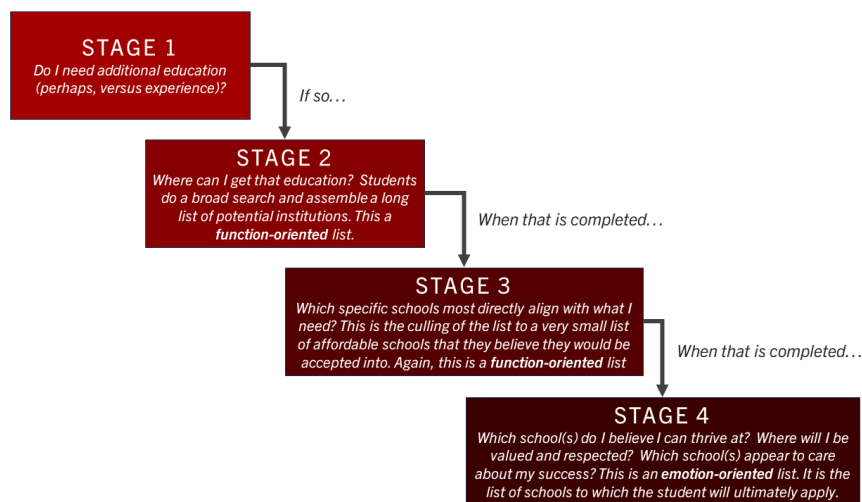 STAGE 1
Do I need additional education
(perhaps, versus experience)?
If so...
STAGE 2
Where can I get that education? Students
do a broad search and assemble a long
list of potential institutions. This a
function-oriented list.
When that is completed...
STAGE 3
Which specific schools most directly align with what I
need? This is the culling of the list to a very small list
of affordable schools that they believe they would be
accepted into. Again, this is a function-oriented list
When that is completed...
STAGE 4
Which school(s) do I believe I can thrive at? Where will I be
valued and respected? Which school(s) appear to care
about my success? This is an emotion-oriented list. It is the
list of schools to which the student will ultimately apply.